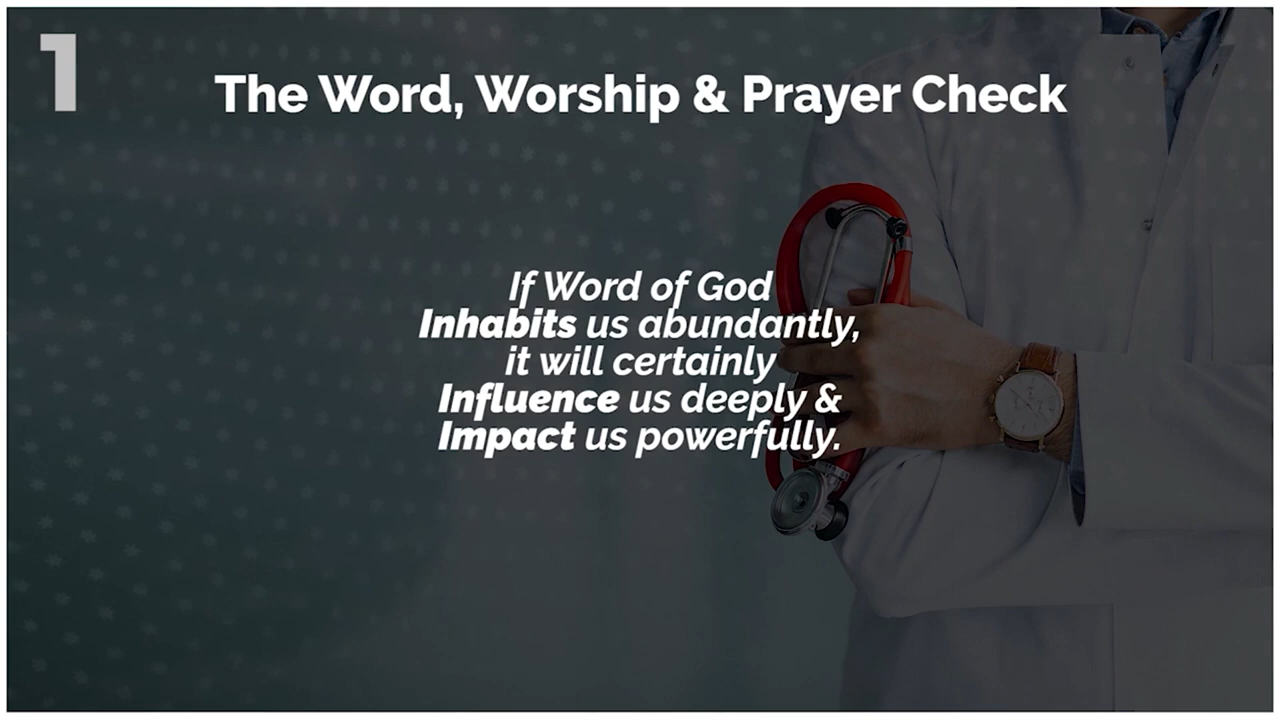 1
The Word, Worship & Prayer Check
If Word of God
Inhabits us abundantly,
it will certainly
Influence us deeply &
Impact us powerfully.